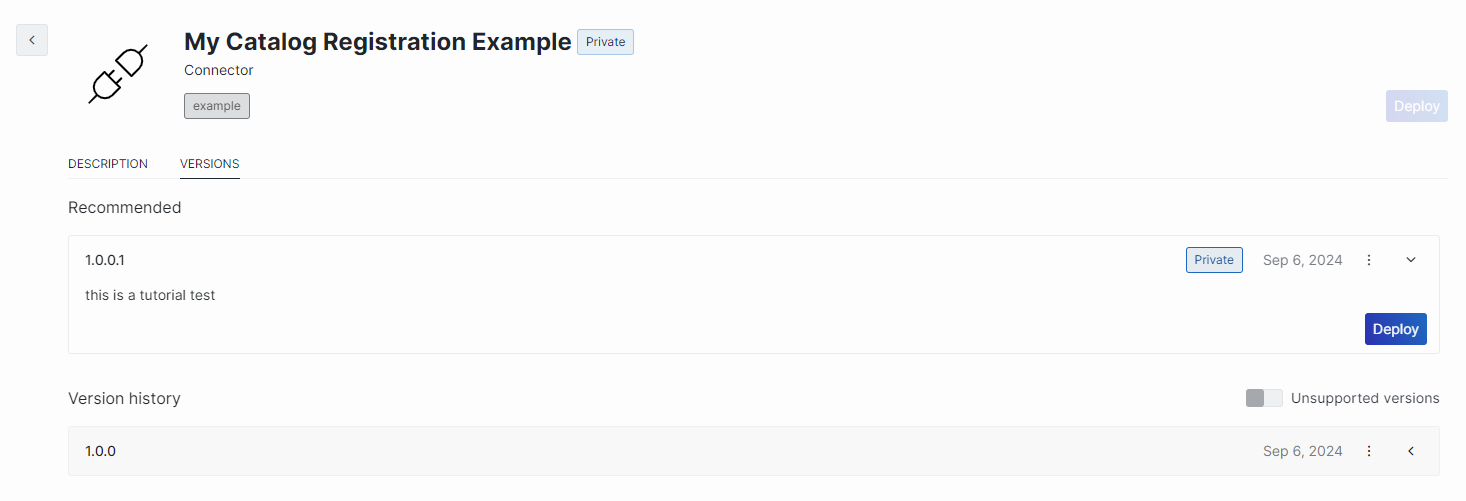 My Catalog Registration Example Private
Connector
example
Deploy
DESCRIPTION VERSIONS
Recommended
1.0.0.1 Private Sep 6, 2024
this is a tutorial test
Deploy
Version history Unsupported versions
1.0.0 Sep 6, 2024